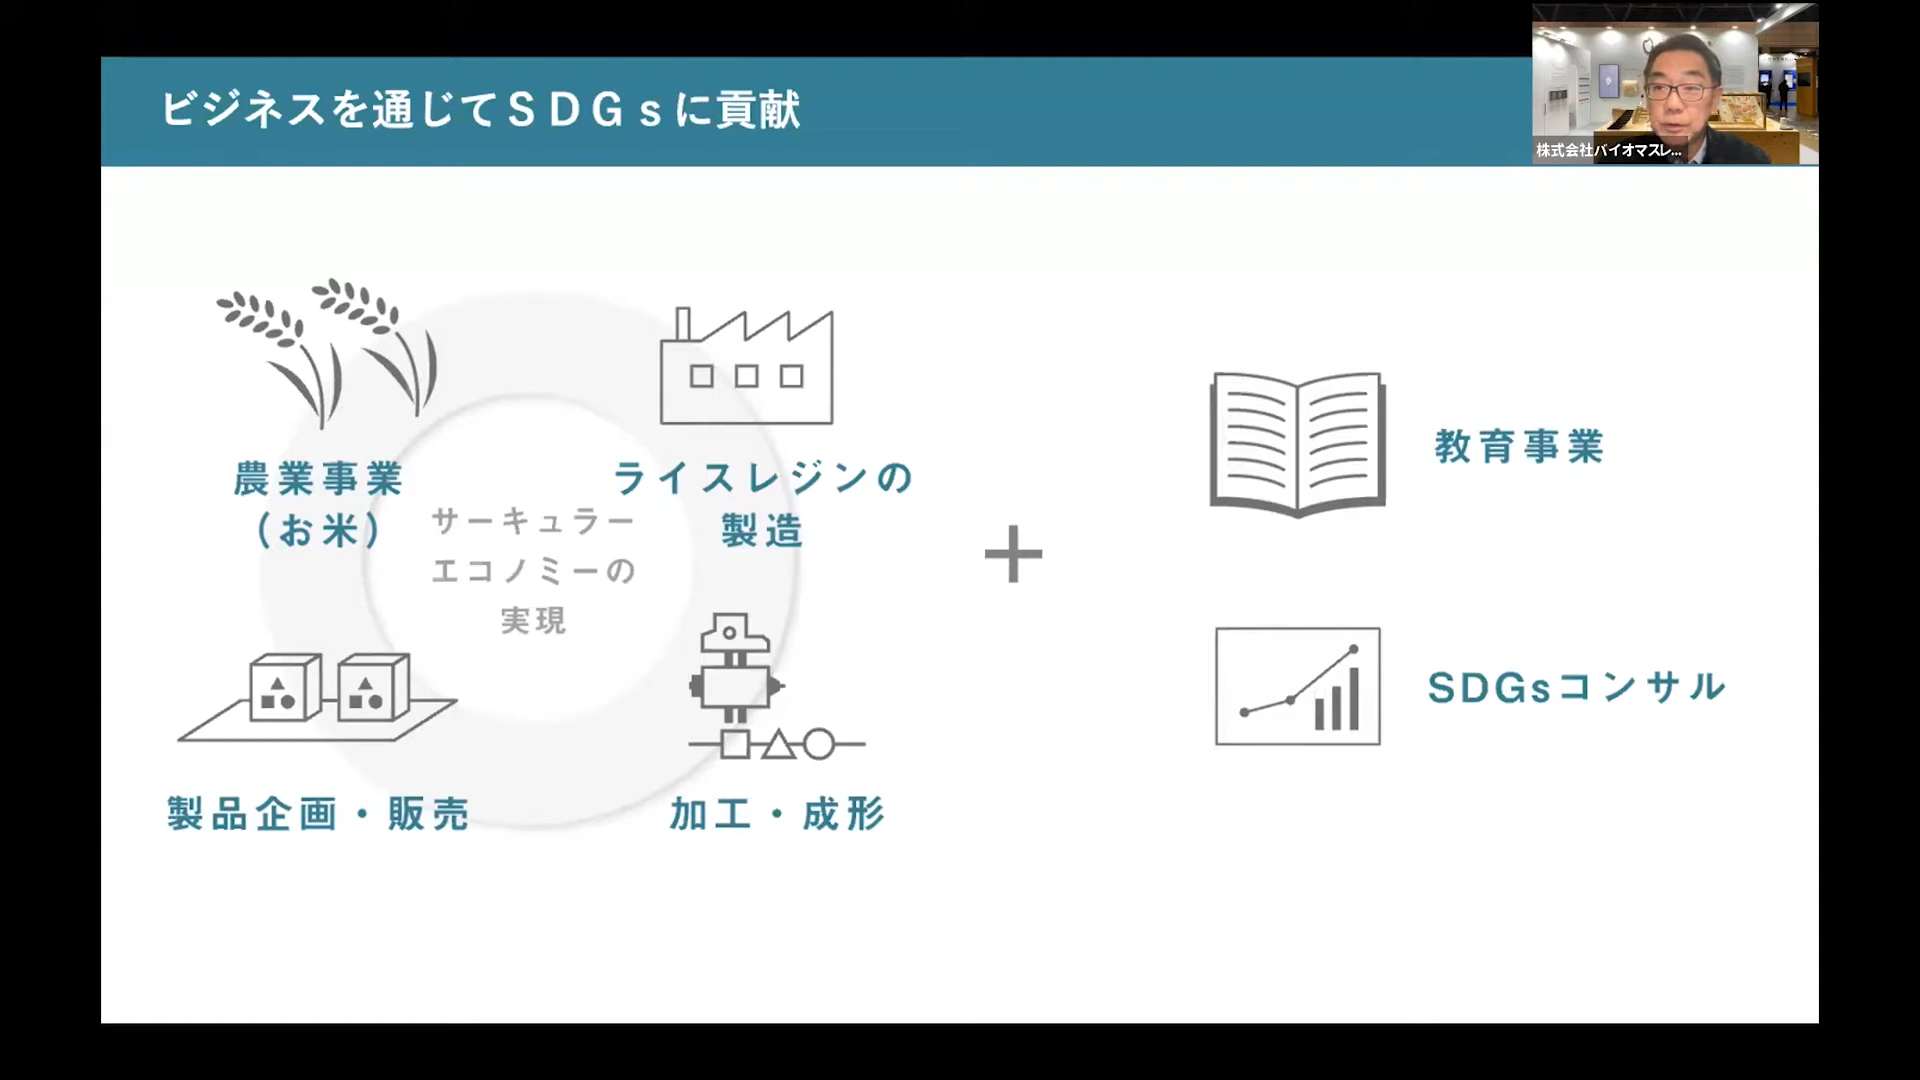 ビジネスを通じてＳＤＧｓに貢献
株式会社バイオマスレ...
農業事業
（お米）
ライスレジンの
製造
サーキュラー
エコノミーの
実現
製品企画・販売
加工・成形
+
教育事業
SDGsコンサル